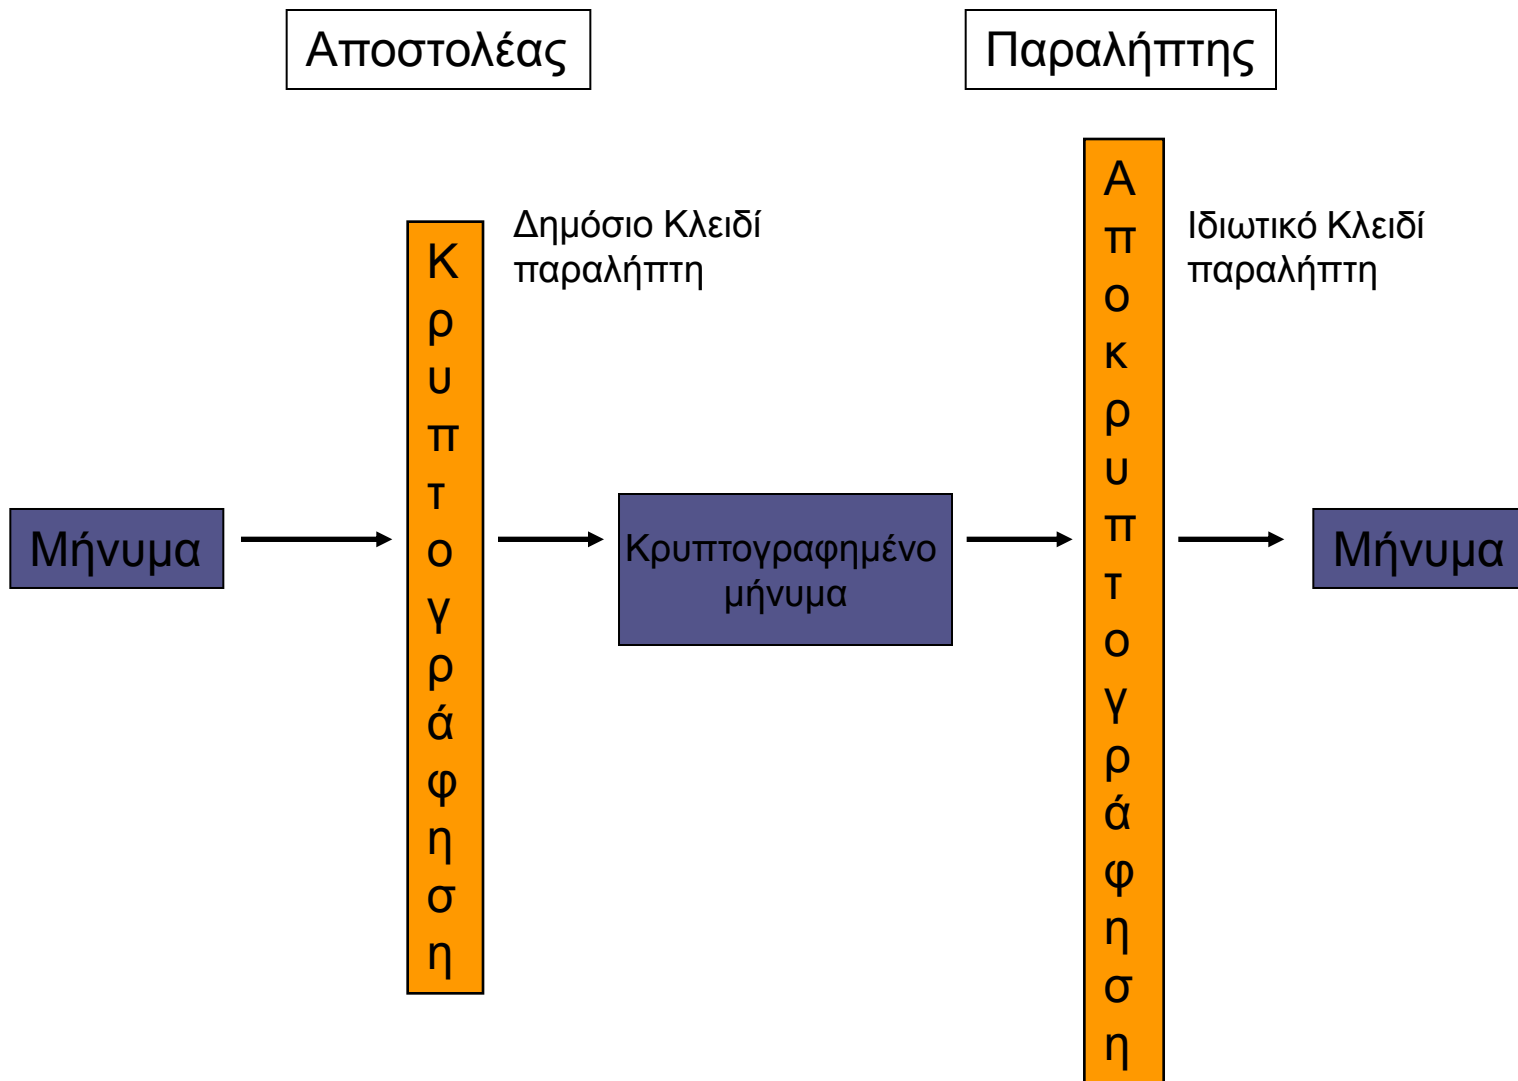 Αποστολέας
Παραλήπτης
Δημόσιο Κλειδί
παραλήπτη
Ιδιωτικό Κλειδί
παραλήπτη
Μήνυμα
Κρυπτογράφηση
Κρυπτογραφημένο
μήνυμα
Αποκρυπτογράφηση
Μήνυμα